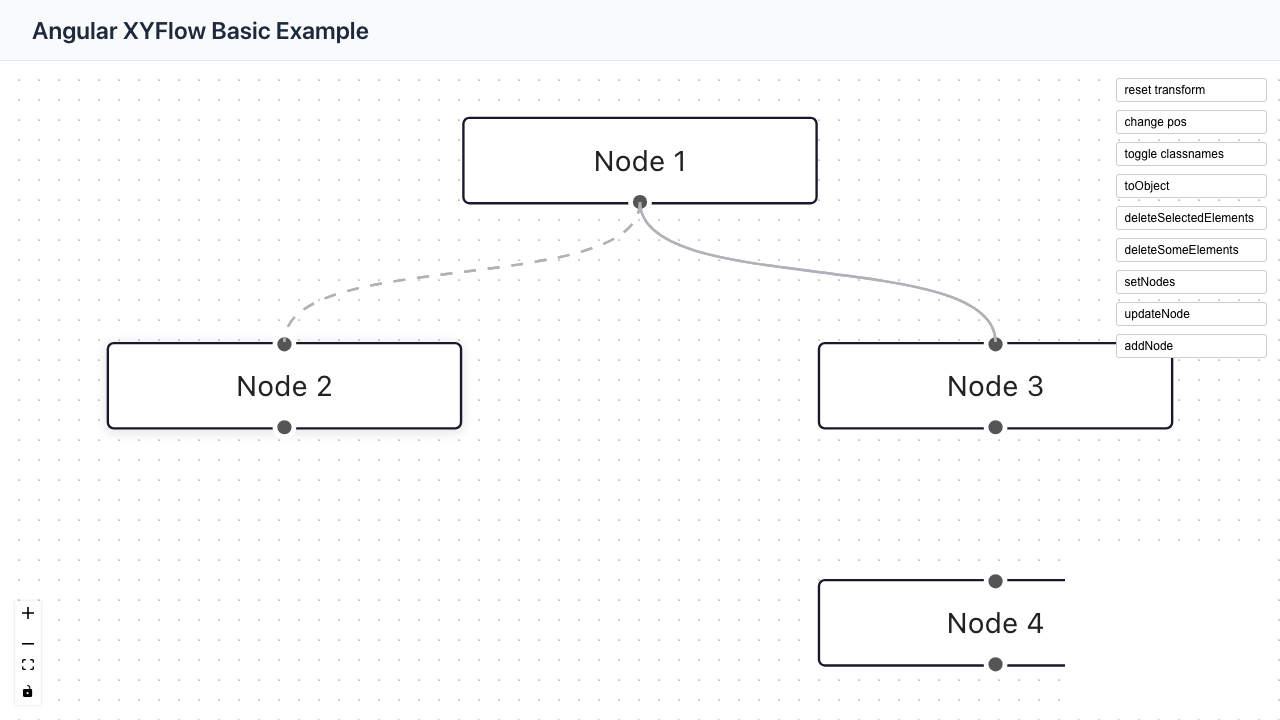 Angular XYFlow Basic Example
reset transform
change pos
toggle classnames
toObject
deleteSelectedElements
deleteSomeElements
setNodes
updateNode
addNode
Node 1
Node 2
Node 3
Node 4